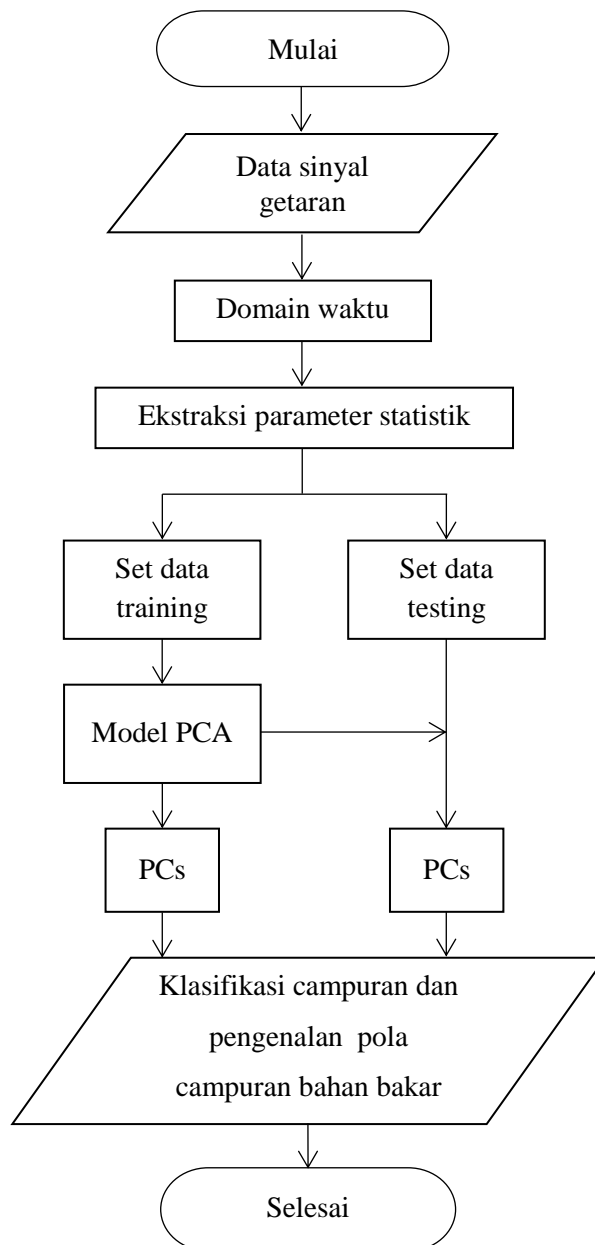 Mulai
Data sinyal
getaran
Domain waktu
Ekstraksi parameter statistik
Set data
training
Set data
testing
Model PCA
PCs
PCs
Klasifikasi campuran dan
pengenalan pola
campuran bahan bakar
Selesai